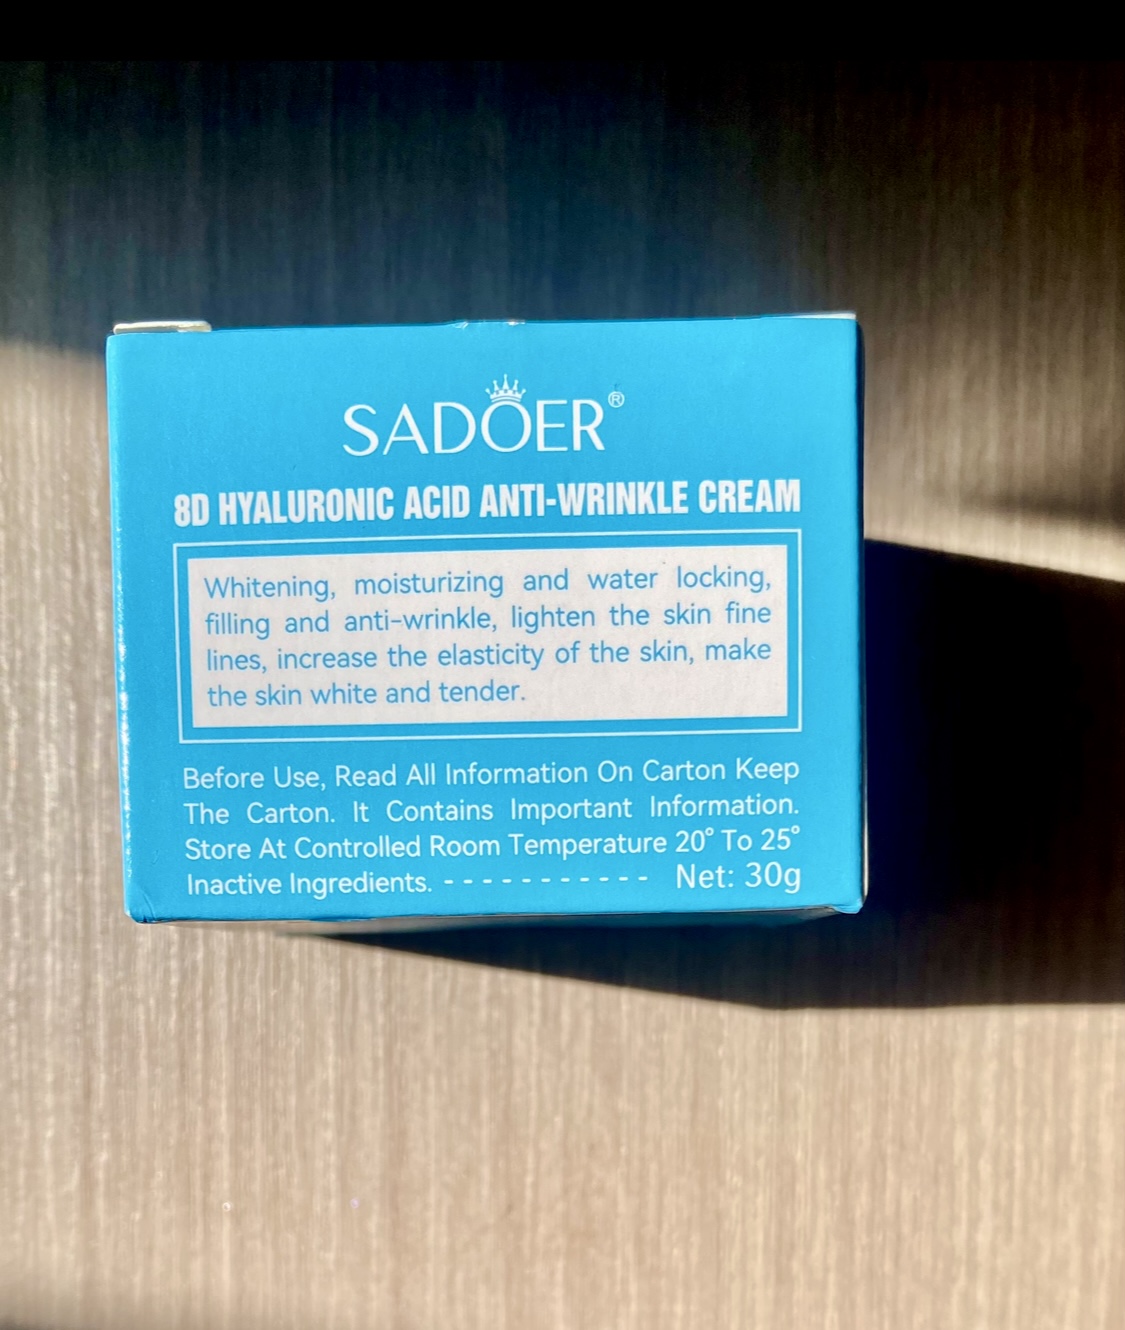 SADOER®
8D HYALURONIC ACID ANTI-WRINKLE CREAM
Whitening, moisturizing and water locking,
filling and anti-wrinkle, lighten the skin fine
lines, increase the elasticity of the skin, make
the skin white and tender.
Before Use, Read All Information On Carton Keep
The Carton. It Contains Important Information.
Store At Controlled Room Temperature 20° To 25°
Inactive Ingredients. - - - - - - - - - - - Net: 30g